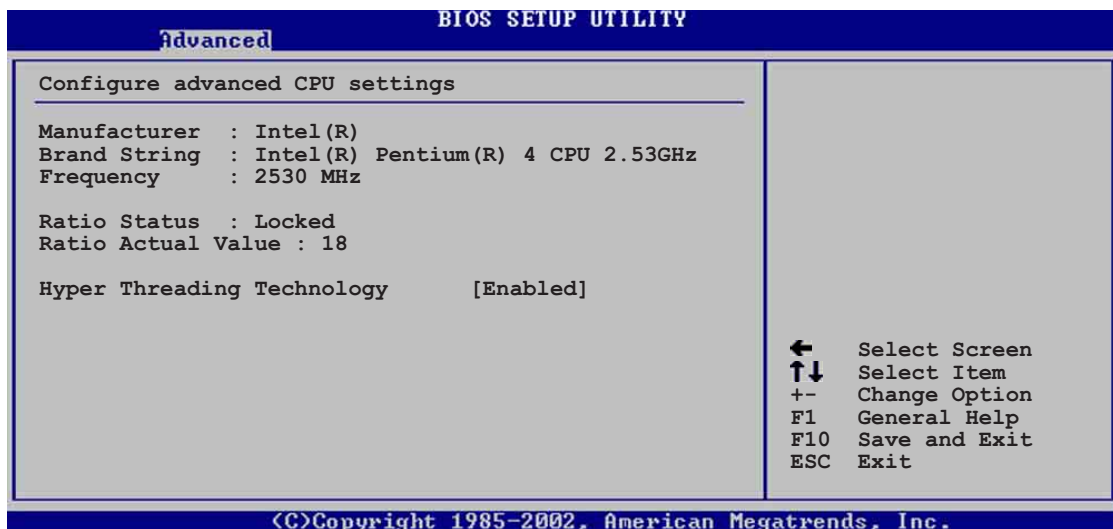 BIOS SETUP UTILITY
Advanced
Configure advanced CPU settings
Manufacturer : Intel(R)
Brand String : Intel(R) Pentium(R) 4 CPU 2.53GHz
Frequency : 2530 MHz
Ratio Status : Locked
Ratio Actual Value : 18
Hyper Threading Technology [Enabled]
← Select Screen
↑↓ Select Item
+- Change Option
F1 General Help
F10 Save and Exit
ESC Exit
(C)Copyright 1985-2002, American Megatrends, Inc.